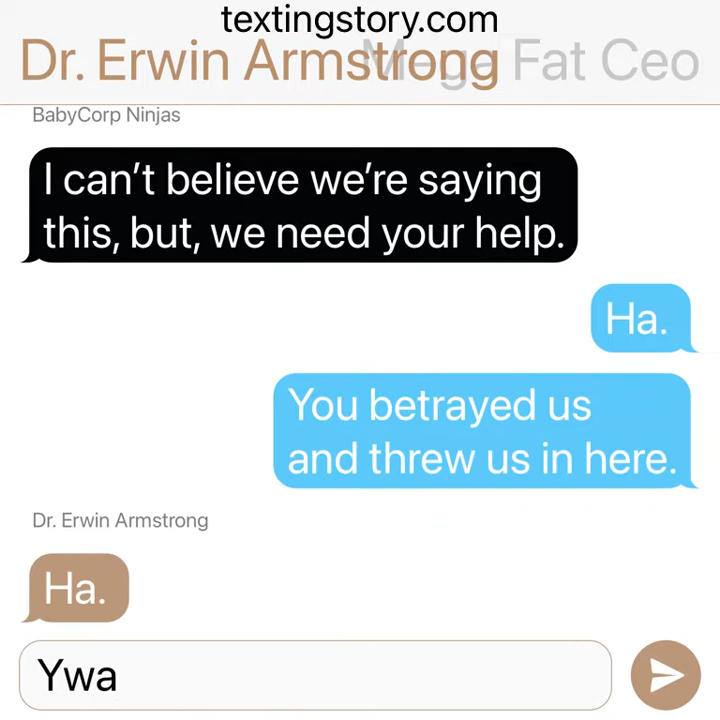 textingstory.com
Dr. Erwin Armstrong
Mega Fat Ceo
BabyCorp Ninjas
I can’t believe we’re saying
this, but, we need your help.
Ha.
You betrayed us
and threw us in here.
Dr. Erwin Armstrong
Ha.
Ywa